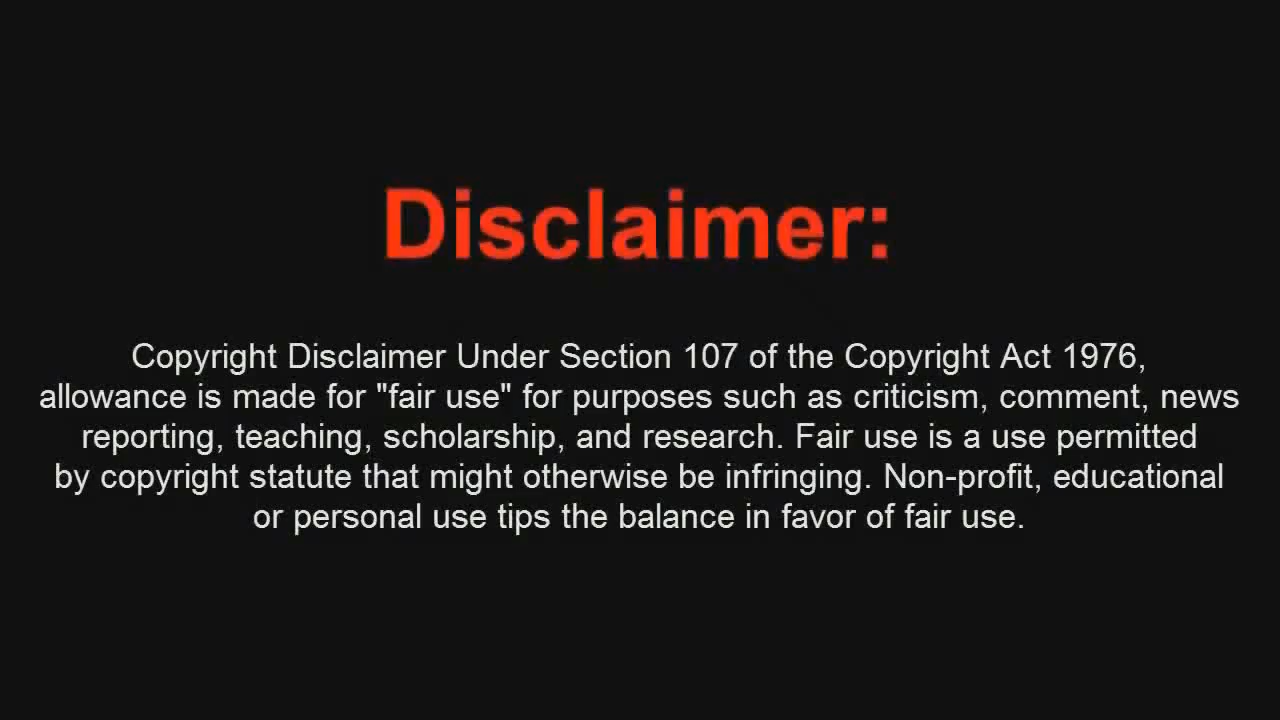 Disclaimer:
Copyright Disclaimer Under Section 107 of the Copyright Act 1976,
allowance is made for "fair use" for purposes such as criticism, comment, news
reporting, teaching, scholarship, and research. Fair use is a use permitted
by copyright statute that might otherwise be infringing. Non-profit, educational
or personal use tips the balance in favor of fair use.